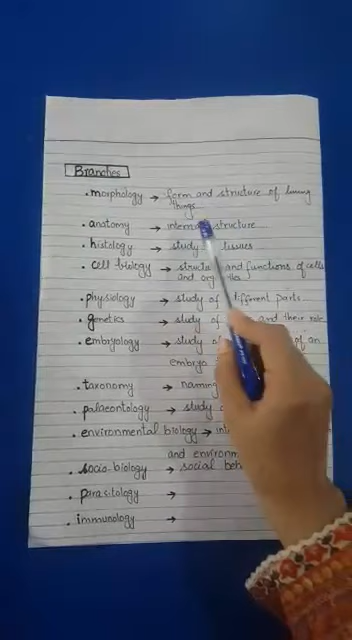 Branches
. morphology → form and structure of living
things
. anatomy → internal structure
. histology → study tissues
. cell biology → structure and functions of cells
and
. physiology → study of different parts.
. genetics → study of and their role
. embryology → study of of an
embryo
. taxonomy → naming
. palaeontology → study
. environmental biology →
and
. socio-biology → social
. parasitology →
. immunology →